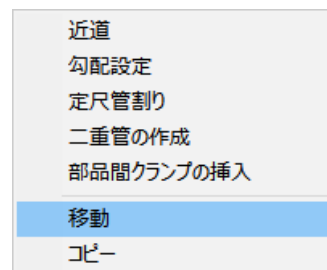 近道
勾配設定
定尺管割り
二重管の作成
部品間クランプの挿入
移動
コピー